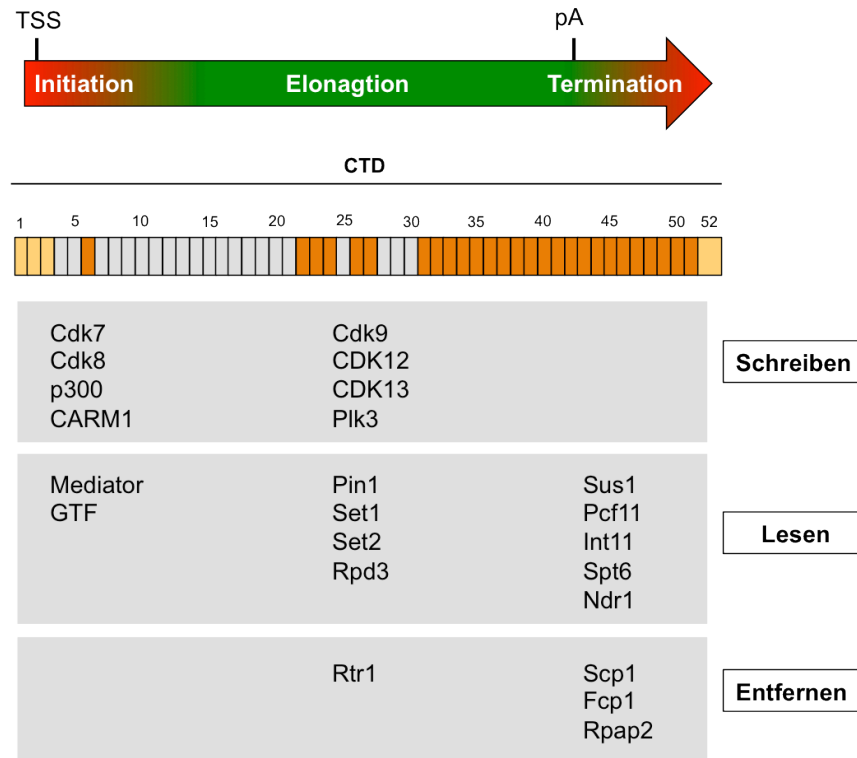 TSS pA
Initiation Elonagtion Termination
CTD
1 5 10 15 20 25 30 35 40 45 50 52
Cdk7 Cdk9
Cdk8 CDK12
p300 CDK13
CARM1 Plk3
Schreiben
Mediator Pin1 Sus1
GTF Set1 Pcf11
Set2 Int11
Rpd3 Spt6
Ndr1
Lesen
Rtr1 Scp1
Fcp1
Rpap2
Entfernen